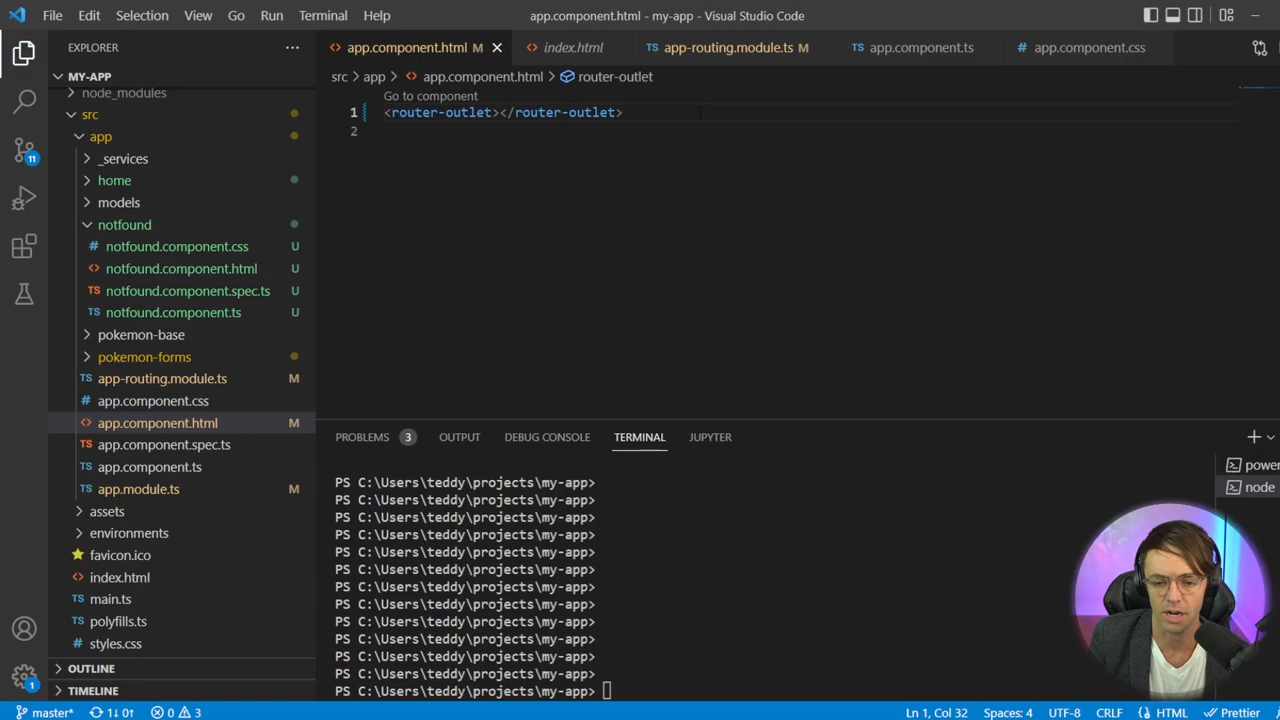 File Edit Selection View Go Run Terminal Help
app.component.html - my-app - Visual Studio Code
EXPLORER
MY-APP
node_modules
src
app
_services
home
models
notfound
notfound.component.css U
notfound.component.html U
notfound.component.spec.ts U
notfound.component.ts U
pokemon-base
pokemon-forms
app-routing.module.ts M
app.component.css
app.component.html M
app.component.spec.ts
app.component.ts
app.module.ts M
assets
environments
favicon.ico
index.html
main.ts
polyfills.ts
styles.css
OUTLINE
TIMELINE
11
1
app.component.html M index.html TS app-routing.module.ts M TS app.component.ts # app.component.css
src > app > app.component.html > router-outlet
Go to component
1 <router-outlet></router-outlet>
2
PROBLEMS 3 OUTPUT DEBUG CONSOLE TERMINAL JUPYTER
PS C:\Users\teddy\projects\my-app>
PS C:\Users\teddy\projects\my-app>
PS C:\Users\teddy\projects\my-app>
PS C:\Users\teddy\projects\my-app>
PS C:\Users\teddy\projects\my-app>
PS C:\Users\teddy\projects\my-app>
PS C:\Users\teddy\projects\my-app>
PS C:\Users\teddy\projects\my-app>
PS C:\Users\teddy\projects\my-app>
PS C:\Users\teddy\projects\my-app>
PS C:\Users\teddy\projects\my-app>
PS C:\Users\teddy\projects\my-app>
PS C:\Users\teddy\projects\my-app>
power
node
master* 1↓ 0↑ 0 3
Ln 1, Col 32 Spaces: 4 UTF-8 CRLF HTML Prettier